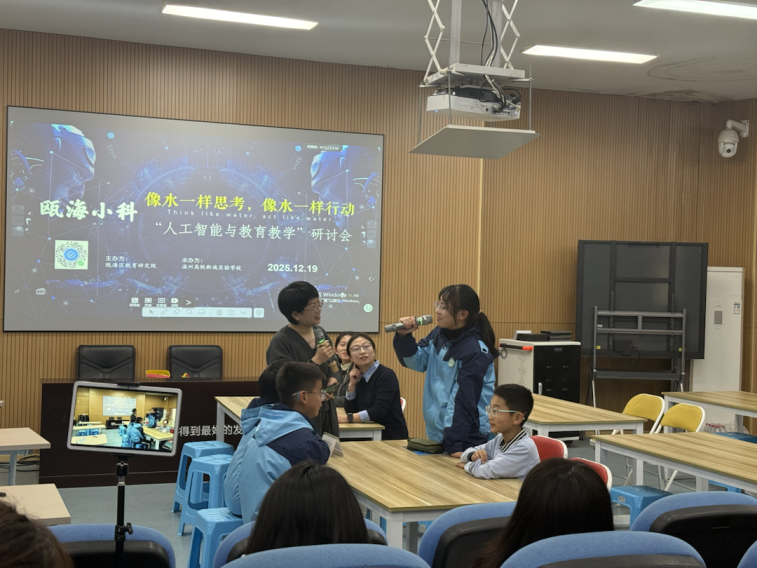 瓯海小科
像水一样思考，像水一样行动
Think like water, act like water
“人工智能与教育教学”研讨会
主办方：
瓯海区教育研究院
承办方：
温州高铁新城实验学校
2025.12.19
Windows
得到最好的发